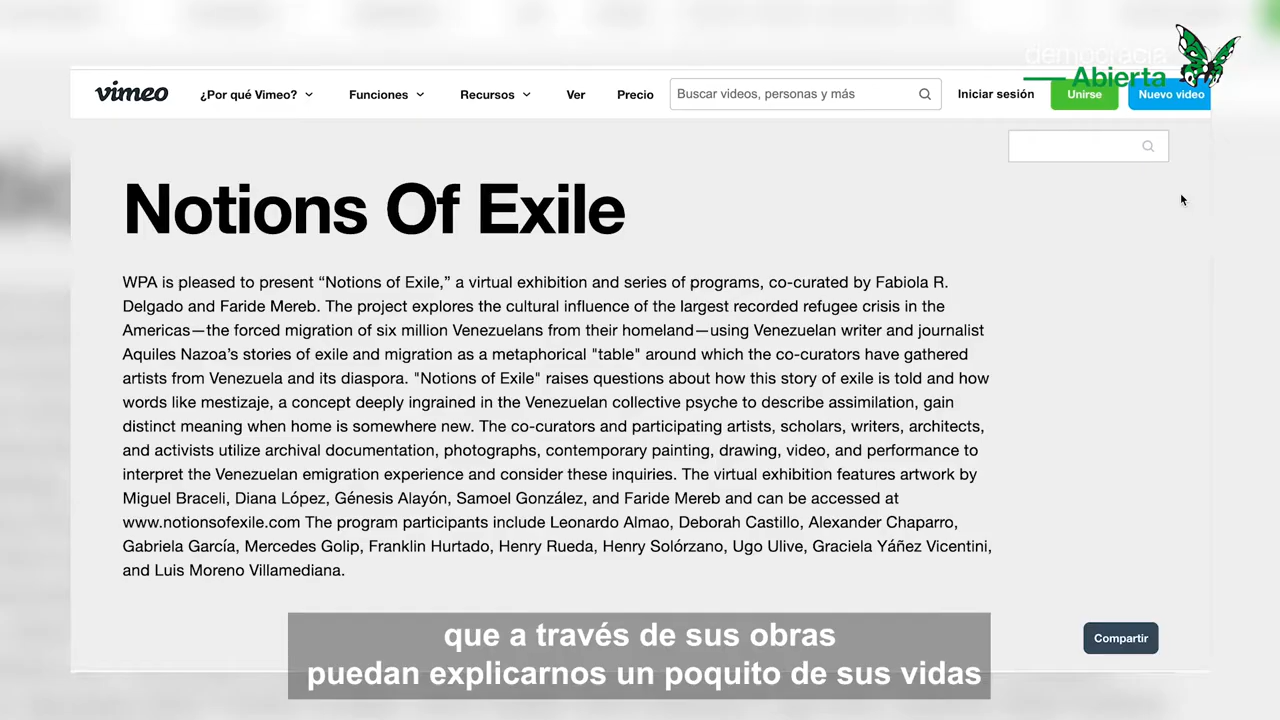 democracia
Abierta
vimeo
¿Por qué Vimeo?
Funciones
Recursos
Ver
Precio
Buscar videos, personas y más
Iniciar sesión
Unirse
Nuevo video
Notions Of Exile
WPA is pleased to present “Notions of Exile,” a virtual exhibition and series of programs, co-curated by Fabiola R.
Delgado and Faride Mereb. The project explores the cultural influence of the largest recorded refugee crisis in the
Americas—the forced migration of six million Venezuelans from their homeland—using Venezuelan writer and journalist
Aquiles Nazoa’s stories of exile and migration as a metaphorical "table" around which the co-curators have gathered
artists from Venezuela and its diaspora. "Notions of Exile" raises questions about how this story of exile is told and how
words like mestizaje, a concept deeply ingrained in the Venezuelan collective psyche to describe assimilation, gain
distinct meaning when home is somewhere new. The co-curators and participating artists, scholars, writers, architects,
and activists utilize archival documentation, photographs, contemporary painting, drawing, video, and performance to
interpret the Venezuelan emigration experience and consider these inquiries. The virtual exhibition features artwork by
Miguel Braceli, Diana López, Génesis Alayón, Samoel González, and Faride Mereb and can be accessed at
www.notionsofexile.com The program participants include Leonardo Almao, Deborah Castillo, Alexander Chaparro,
Gabriela García, Mercedes Golip, Franklin Hurtado, Henry Rueda, Henry Solórzano, Ugo Ulive, Graciela Yáñez Vicentini,
and Luis Moreno Villamediana.
Compartir
que a través de sus obras
puedan explicarnos un poquito de sus vidas